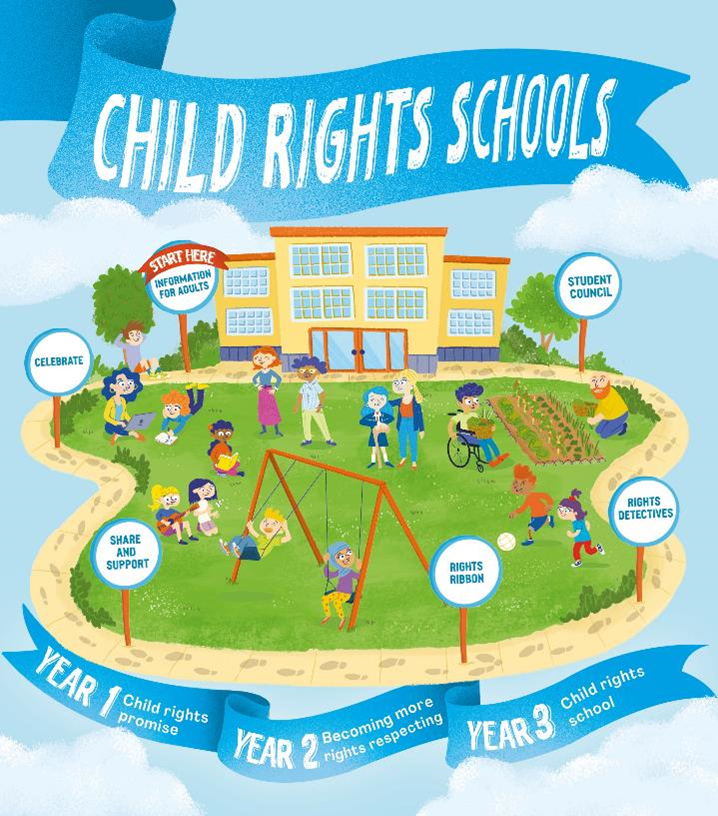 CHILD RIGHTS SCHOOLS
START HERE
INFORMATION
FOR ADULTS
STUDENT
COUNCIL
CELEBRATE
RIGHTS
DETECTIVES
SHARE
AND
SUPPORT
RIGHTS
RIBBON
YEAR 1 Child rights
promise
YEAR 2 Becoming more
rights respecting
YEAR 3 Child rights
school